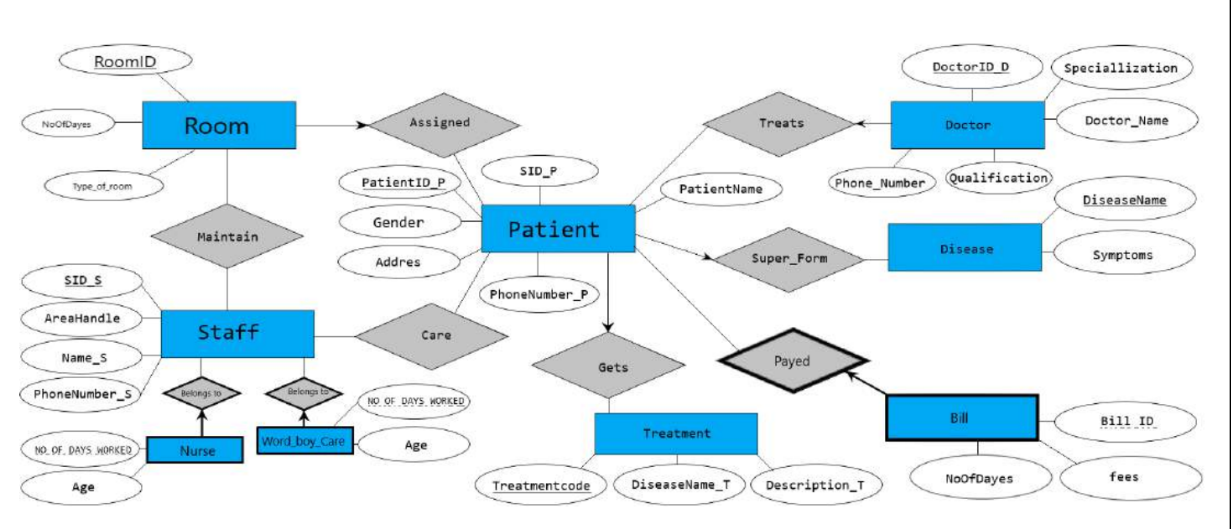 RoomID
NoOfDayes
Room
Type_of_room
Assigned
Treats
DoctorID_D
Speciallization
Doctor
Doctor_Name
Phone_Number
Qualification
PatientID_P
SID_P
PatientName
Gender
Patient
Addres
PhoneNumber_P
Super_Form
DiseaseName
Disease
Symptoms
Maintain
SID_S
AreaHandle
Staff
Name_S
PhoneNumber_S
Care
Belongs to
Belongs to
NO_OF_DAYS_WORKED
Nurse
Age
Word_boy_Care
NO_OF_DAYS_WORKED
Age
Gets
Treatment
Treatmentcode
DiseaseName_T
Description_T
Payed
Bill
Bill_ID
NoOfDayes
fees